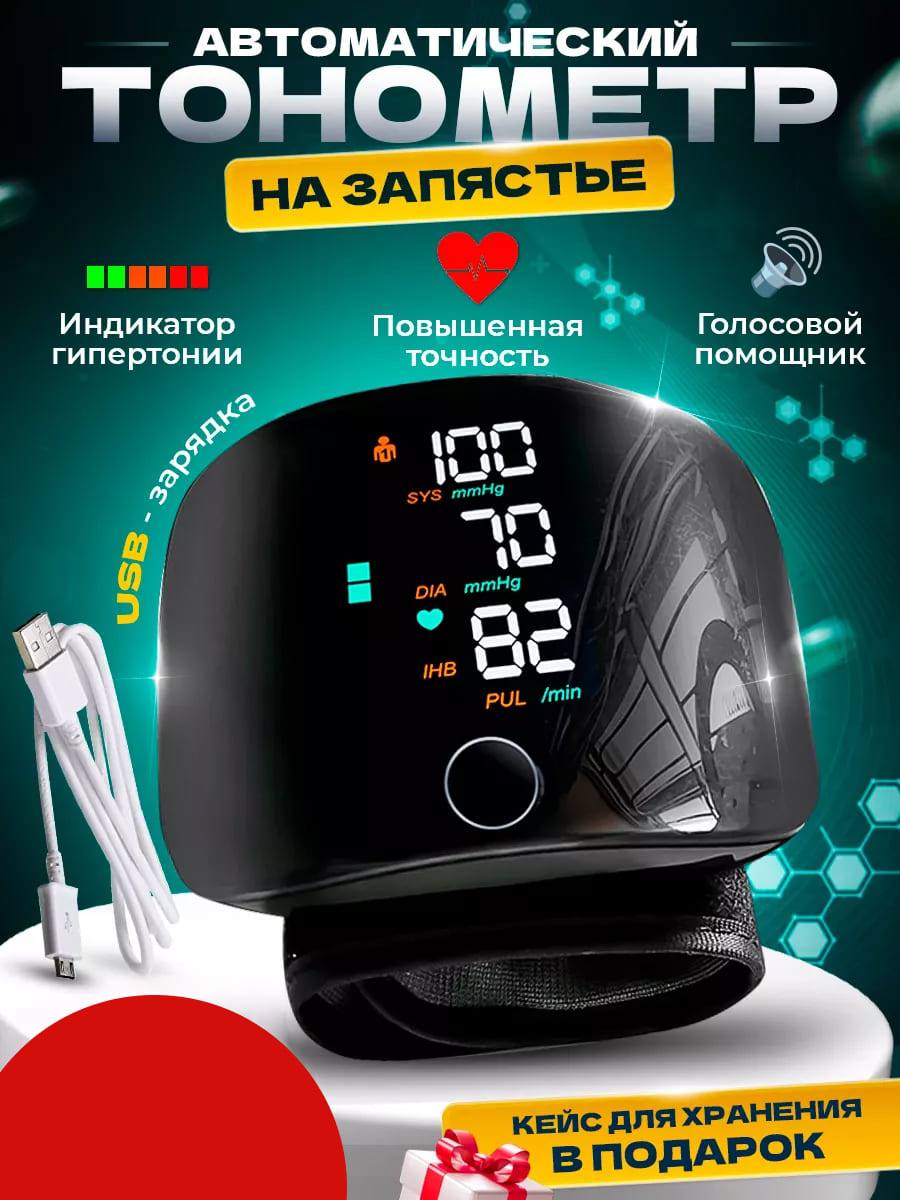 АВТОМАТИЧЕСКИЙ
ТОНОМЕТР
НА ЗАПЯСТЬЕ
Индикатор
гипертонии
Повышенная
точность
Голосовой
помощник
USB - зарядка
100
SYS mmHg
70
DIA mmHg
82
IHB
PUL /min
КЕЙС ДЛЯ ХРАНЕНИЯ
В ПОДАРОК